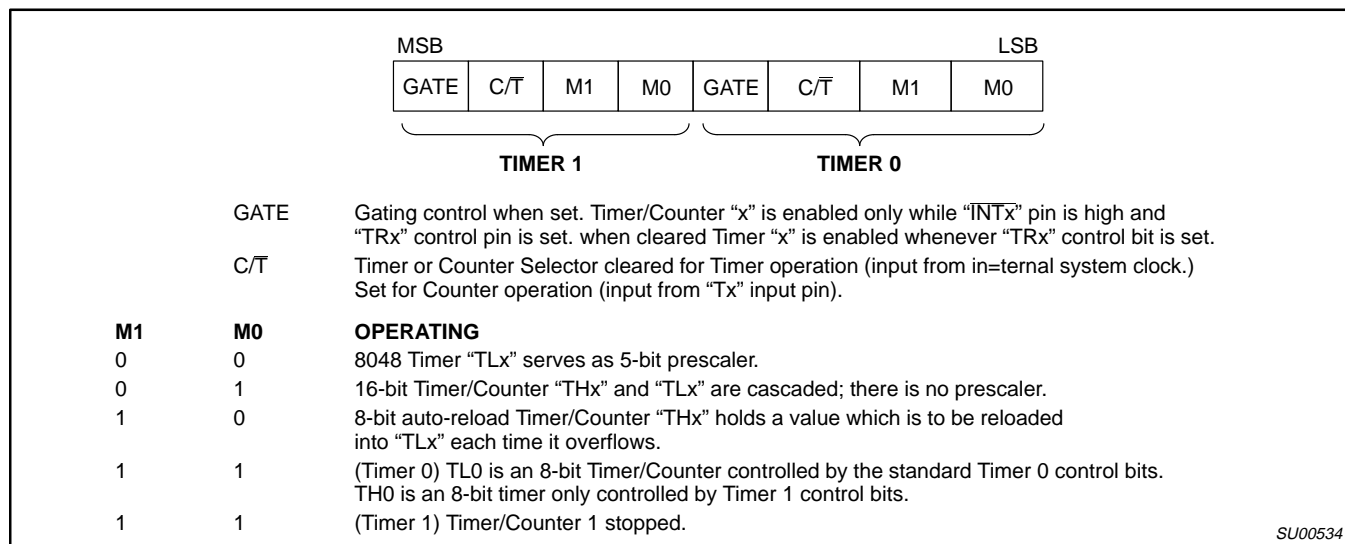 MSB LSB
GATE C/T̅ M1 M0 GATE C/T̅ M1 M0
TIMER 1 TIMER 0
GATE Gating control when set. Timer/Counter “x” is enabled only while “I̅N̅T̅x̅” pin is high and
“TRx” control pin is set. when cleared Timer “x” is enabled whenever “TRx” control bit is set.
C/T̅ Timer or Counter Selector cleared for Timer operation (input from in=ternal system clock.)
Set for Counter operation (input from “Tx” input pin).
M1 M0 OPERATING
0 0 8048 Timer “TLx” serves as 5-bit prescaler.
0 1 16-bit Timer/Counter “THx” and “TLx” are cascaded; there is no prescaler.
1 0 8-bit auto-reload Timer/Counter “THx” holds a value which is to be reloaded
into “TLx” each time it overflows.
1 1 (Timer 0) TL0 is an 8-bit Timer/Counter controlled by the standard Timer 0 control bits.
TH0 is an 8-bit timer only controlled by Timer 1 control bits.
1 1 (Timer 1) Timer/Counter 1 stopped.
SU00534